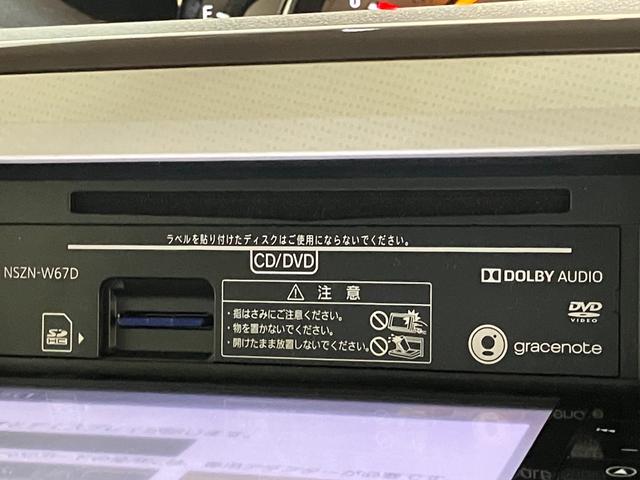 E
ラベルを貼り付けたディスクはご使用にならないでください。
CD/DVD
NSZN-W67D
DOLBY AUDIO
注意
・指はさみにご注意ください。
・物を置かないでください。
・開けたまま放置しないでください。
DVD
VIDEO
SD
HC
gracenote